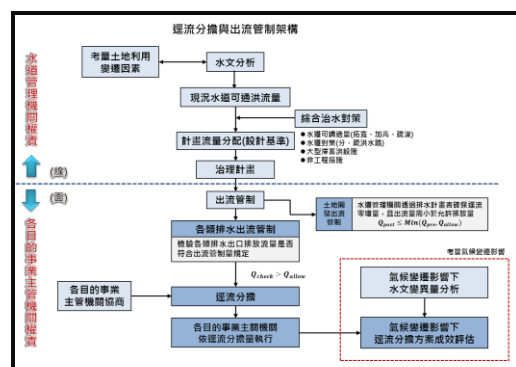 逕流分擔與出流管制架構
水道管理機關權責
考量土地利用
變遷因素
水文分析
現況水道可通洪流量
綜合治水對策
計畫流量分配(設計基準)
●水道可調適量(拓寬、加高、疏浚)
●水道對策(分、疏洪水路)
●大型滯蓄洪設施
●非工程措施
治理計畫
(線)
(面)
各目的事業主管機關權責
出流管制
土地開
發出流
管制
水道管理機關透過排水計畫書確保逕流
零增量，且出流量需小於允許排放量
Qpost ≤ Min(Qpre, Qallow)
各類排水出流管制
檢驗各類排水出口排放流量是否
符合出流管制量規定
Qcheck > Qallow
考量氣候變遷影響
各目的事業
主管機關協商
逕流分擔
氣候變遷影響下
水文變異量分析
各目的事業主關機關
依逕流分擔量執行
氣候變遷影響下
逕流分擔方案成效評估